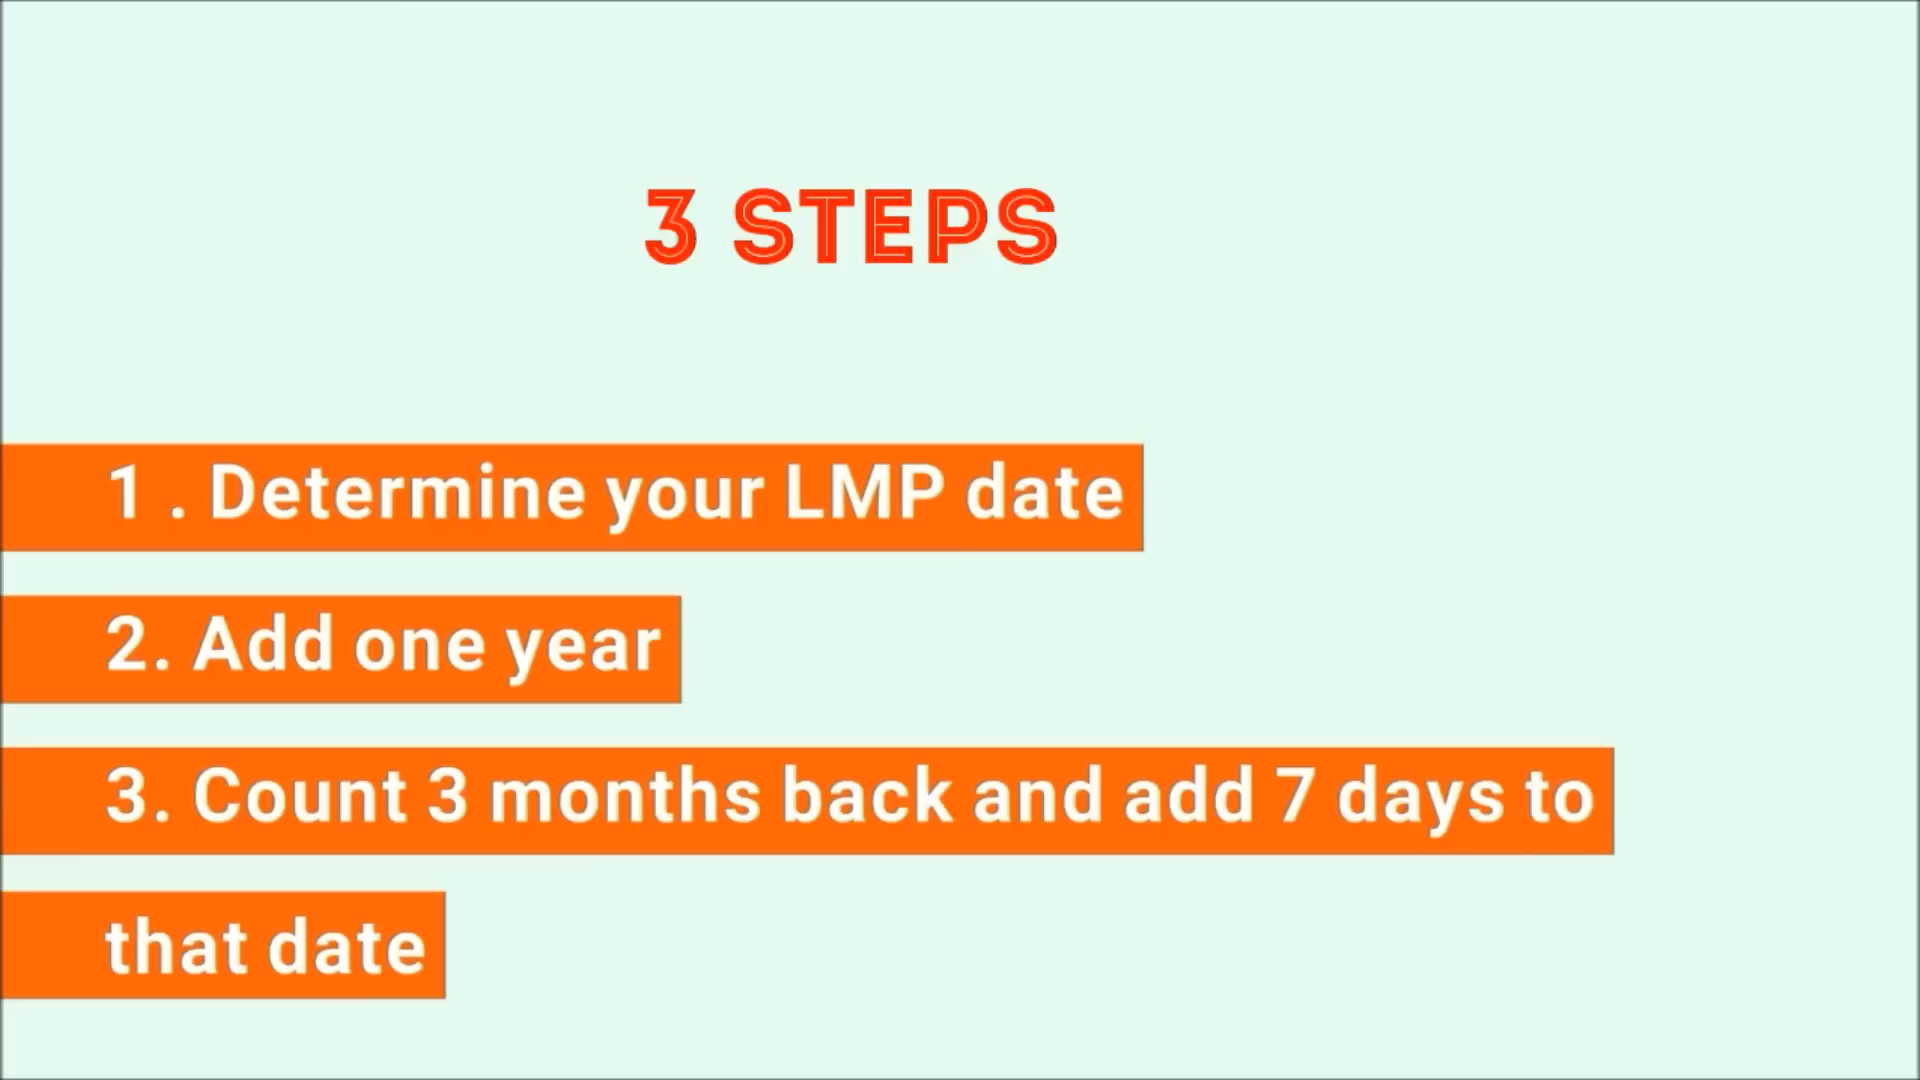 3 STEPS
1 . Determine your LMP date
2. Add one year
3. Count 3 months back and add 7 days to
that date